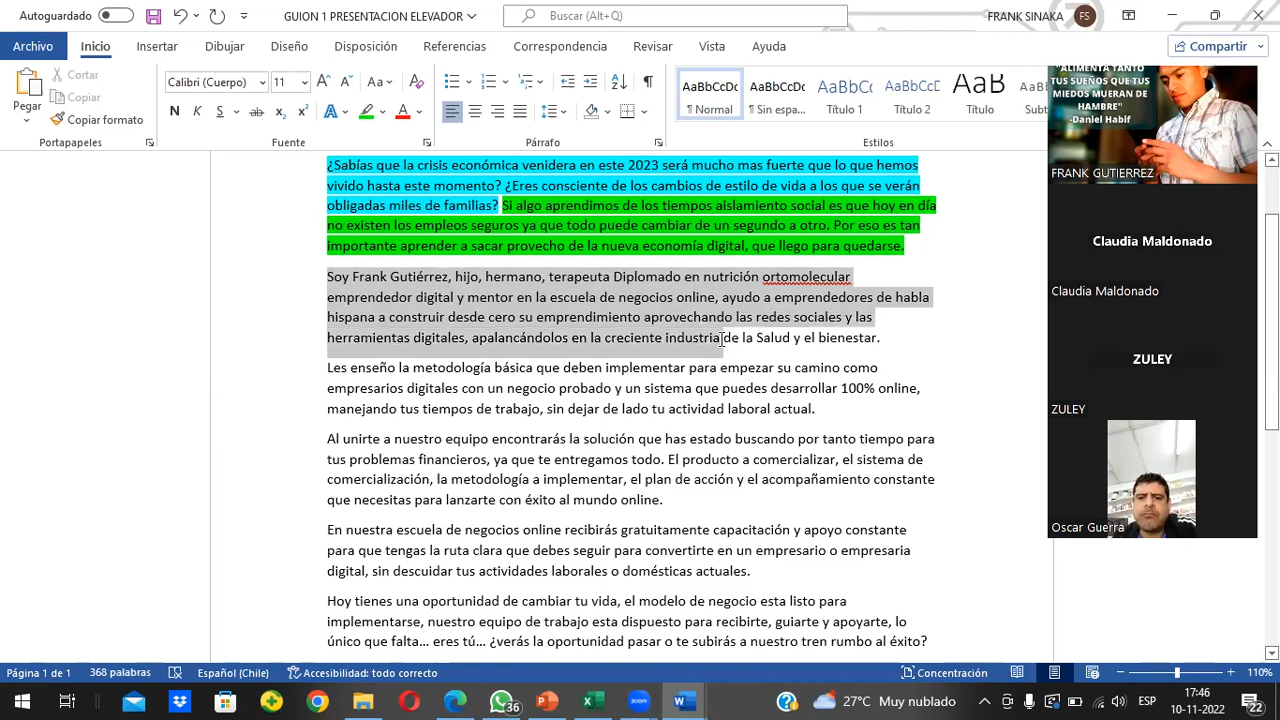 Autoguardado
GUION 1 PRESENTACION ELEVADOR
Buscar (Alt+Q)
FRANK SINAKA
FS
Archivo
Inicio
Insertar
Dibujar
Diseño
Disposición
Referencias
Correspondencia
Revisar
Vista
Ayuda
Compartir
Pegar
Cortar
Copiar
Copiar formato
Portapapeles
Calibri (Cuerpo)
11
Fuente
Párrafo
AaBbCcDc
¶ Normal
AaBbCcDc
¶ Sin espa...
AaBbC
Título 1
AaBbCcC
Título 2
AaB
Título
Estilos
¿Sabías que la crisis económica venidera en este 2023 será mucho mas fuerte que lo que hemos
vivido hasta este momento? ¿Eres consciente de los cambios de estilo de vida a los que se verán
obligadas miles de familias? Si algo aprendimos de los tiempos aislamiento social es que hoy en día
no existen los empleos seguros ya que todo puede cambiar de un segundo a otro. Por eso es tan
importante aprender a sacar provecho de la nueva economía digital, que llego para quedarse.
Soy Frank Gutiérrez, hijo, hermano, terapeuta Diplomado en nutrición ortomolecular
emprendedor digital y mentor en la escuela de negocios online, ayudo a emprendedores de habla
hispana a construir desde cero su emprendimiento aprovechando las redes sociales y las
herramientas digitales, apalancándolos en la creciente industria de la Salud y el bienestar.
Les enseño la metodología básica que deben implementar para empezar su camino como
empresarios digitales con un negocio probado y un sistema que puedes desarrollar 100% online,
manejando tus tiempos de trabajo, sin dejar de lado tu actividad laboral actual.
Al unirte a nuestro equipo encontrarás la solución que has estado buscando por tanto tiempo para
tus problemas financieros, ya que te entregamos todo. El producto a comercializar, el sistema de
comercialización, la metodología a implementar, el plan de acción y el acompañamiento constante
que necesitas para lanzarte con éxito al mundo online.
En nuestra escuela de negocios online recibirás gratuitamente capacitación y apoyo constante
para que tengas la ruta clara que debes seguir para convertirte en un empresario o empresaria
digital, sin descuidar tus actividades laborales o domésticas actuales.
Hoy tienes una oportunidad de cambiar tu vida, el modelo de negocio esta listo para
implementarse, nuestro equipo de trabajo esta dispuesto para recibirte, guiarte y apoyarte, lo
único que falta… eres tú… ¿verás la oportunidad pasar o te subirás a nuestro tren rumbo al éxito?
"ALIMENTA TANTO
TUS SUEÑOS QUE TUS
MIEDOS MUERAN DE
HAMBRE"
-Daniel Habif
FRANK GUTIERREZ
Claudia Maldonado
Claudia Maldonado
ZULEY
ZULEY
Oscar Guerra
Página 1 de 1
368 palabras
Español (Chile)
Accesibilidad: todo correcto
Concentración
110%
36
27°C Muy nublado
ESP
17:46
10-11-2022
22